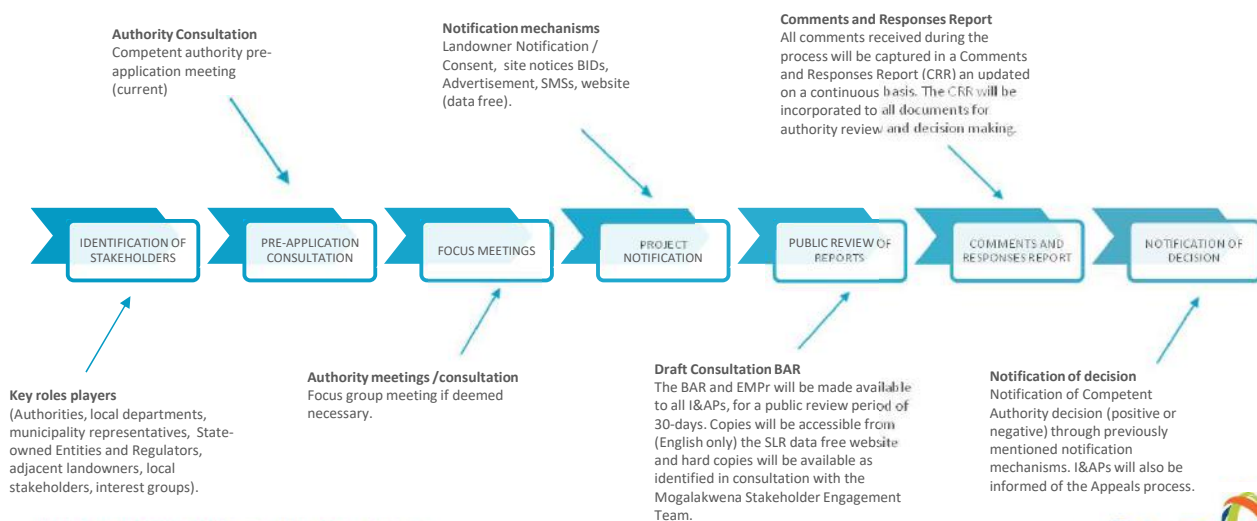 Authority Consultation
Competent authority pre-
application meeting
(current)
Notification mechanisms
Landowner Notification /
Consent, site notices BIDs,
Advertisement, SMSs, website
(data free).
Comments and Responses Report
All comments received during the
process will be captured in a Comments
and Responses Report (CRR) an updated
on a continuous basis. The CRR will be
incorporated to all documents for
authority review and decision making.
IDENTIFICATION OF
STAKEHOLDERS
PRE-APPLICATION
CONSULTATION
FOCUS MEETINGS
PROJECT
NOTIFICATION
PUBLIC REVIEW OF
REPORTS
COMMENTS AND
RESPONSES REPORT
NOTIFICATION OF
DECISION
Key roles players
(Authorities, local departments,
municipality representatives, State-
owned Entities and Regulators,
adjacent landowners, local
stakeholders, interest groups).
Authority meetings /consultation
Focus group meeting if deemed
necessary.
Draft Consultation BAR
The BAR and EMPr will be made available
to all I&APs, for a public review period of
30-days. Copies will be accessible from
(English only) the SLR data free website
and hard copies will be available as
identified in consultation with the
Mogalakwena Stakeholder Engagement
Team.
Notification of decision
Notification of Competent
Authority decision (positive or
negative) through previously
mentioned notification
mechanisms. I&APs will also be
informed of the Appeals process.